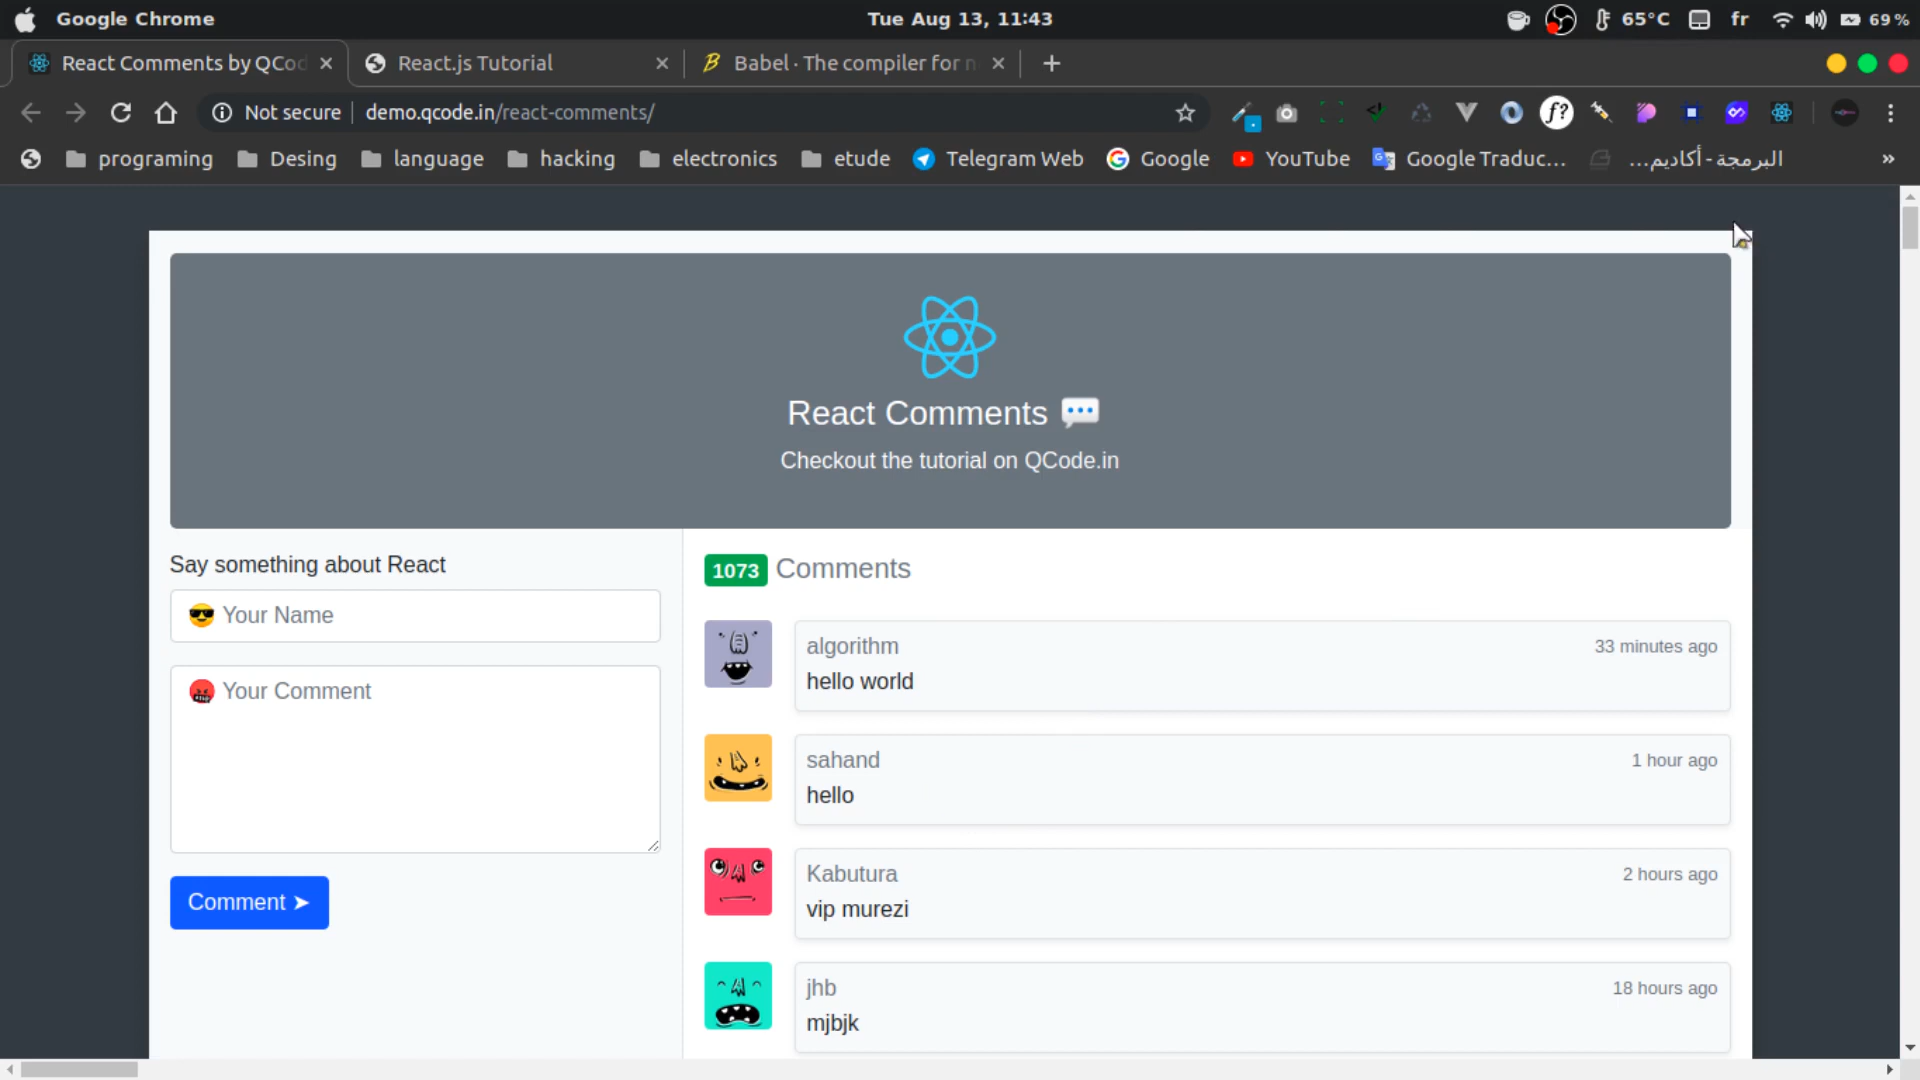 Google Chrome
Tue Aug 13, 11:43
65°C
fr
69%
React Comments by QCod
React.js Tutorial
Babel · The compiler for n
Not secure
demo.qcode.in/react-comments/
f?
programing
Desing
language
hacking
electronics
etude
Telegram Web
Google
YouTube
Google Traduc...
البرمجة - أكاديم...
»
React Comments
Checkout the tutorial on QCode.in
Say something about React
Your Name
Your Comment
Comment ➤
1073 Comments
algorithm
33 minutes ago
hello world
sahand
1 hour ago
hello
Kabutura
2 hours ago
vip murezi
jhb
18 hours ago
mjbjk